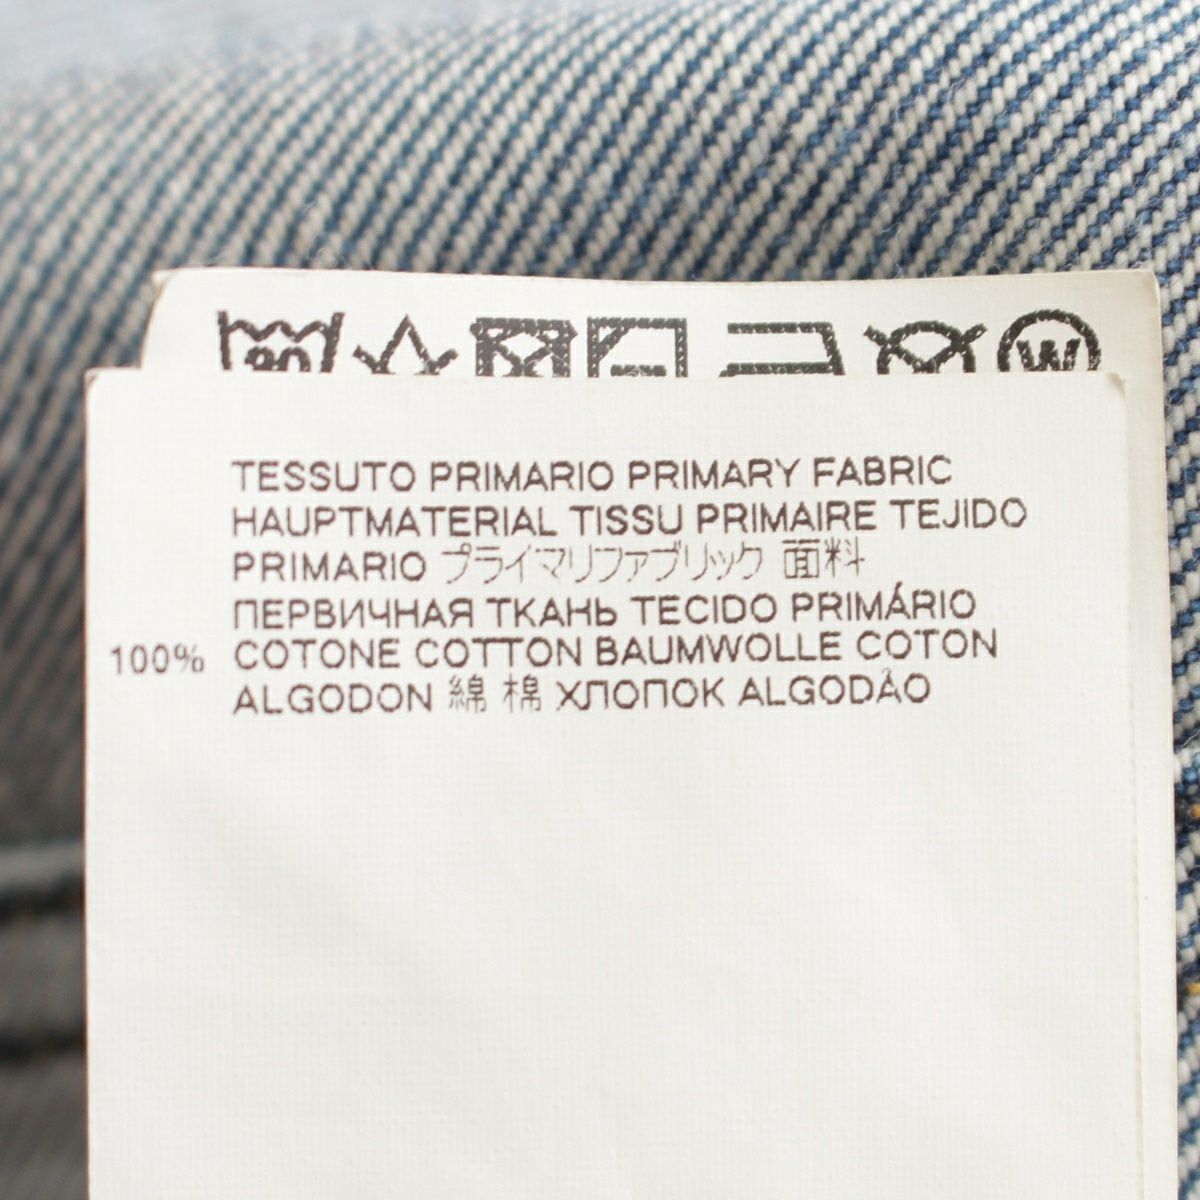 TESSUTO PRIMARIO PRIMARY FABRIC
HAUPTMATERIAL TISSU PRIMAIRE TEJIDO
PRIMARIO プライマリファブリック 面料
ПЕРВИЧНАЯ ТКАНЬ TECIDO PRIMÁRIO
100% COTONE COTTON BAUMWOLLE COTON
ALGODON 綿 棉 ХЛОПОК ALGODÃO
W